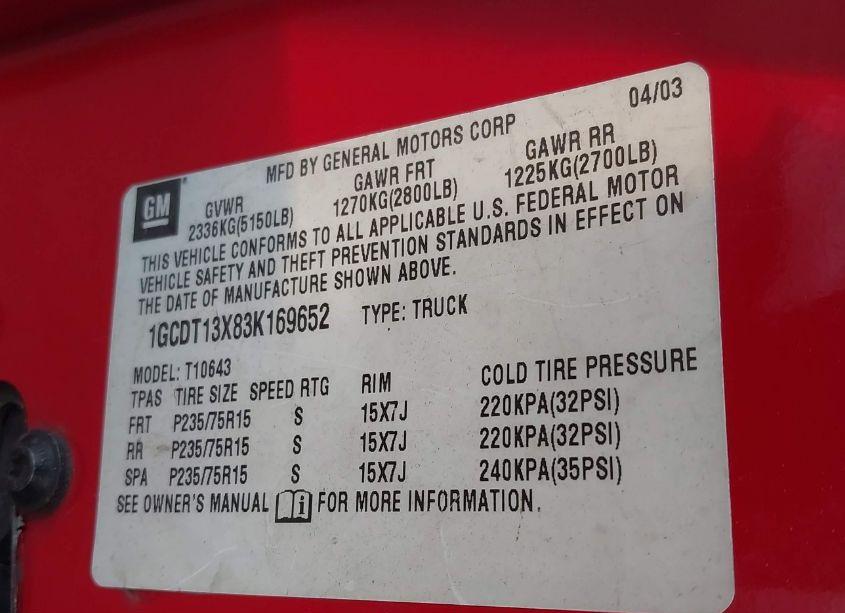 04/03
MFD BY GENERAL MOTORS CORP
GM
GVWR GAWR FRT GAWR RR
2336KG(5150LB) 1270KG(2800LB) 1225KG(2700LB)
THIS VEHICLE CONFORMS TO ALL APPLICABLE U.S. FEDERAL MOTOR
VEHICLE SAFETY AND THEFT PREVENTION STANDARDS IN EFFECT ON
THE DATE OF MANUFACTURE SHOWN ABOVE.
1GCDT13X83K169652 TYPE: TRUCK
MODEL: T10643
TPAS TIRE SIZE SPEED RTG RIM COLD TIRE PRESSURE
FRT P235/75R15 S 15X7J 220KPA(32PSI)
RR P235/75R15 S 15X7J 220KPA(32PSI)
SPA P235/75R15 S 15X7J 240KPA(35PSI)
SEE OWNER'S MANUAL i FOR MORE INFORMATION.